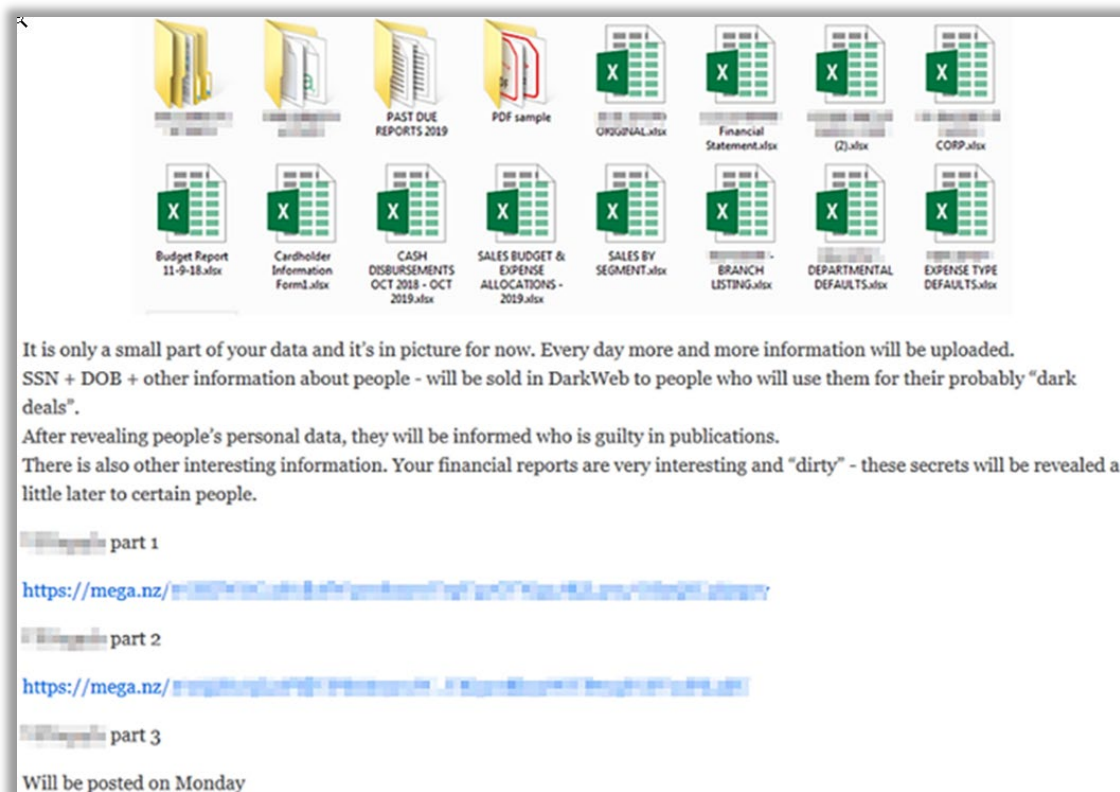 PAST DUE
REPORTS 2019
PDF sample
ORIGINAL.xlsx
Financial
Statement.xlsx
(2).xlsx
CORP.xlsx
Budget Report
11-9-18.xlsx
Cardholder
Information
Form1.xlsx
CASH
DISBURSEMENTS
OCT 2018 - OCT
2019.xlsx
SALES BUDGET &
EXPENSE
ALLOCATIONS -
2019.xlsx
SALES BY
SEGMENT.xlsx
-
BRANCH
LISTING.xlsx
DEPARTMENTAL
DEFAULTS.xlsx
EXPENSE TYPE
DEFAULTS.xlsx
It is only a small part of your data and it's in picture for now. Every day more and more information will be uploaded.
SSN + DOB + other information about people - will be sold in DarkWeb to people who will use them for their probably “dark
deals”.
After revealing people's personal data, they will be informed who is guilty in publications.
There is also other interesting information. Your financial reports are very interesting and “dirty” - these secrets will be revealed a
little later to certain people.
part 1
https://mega.nz/
part 2
https://mega.nz/
part 3
Will be posted on Monday